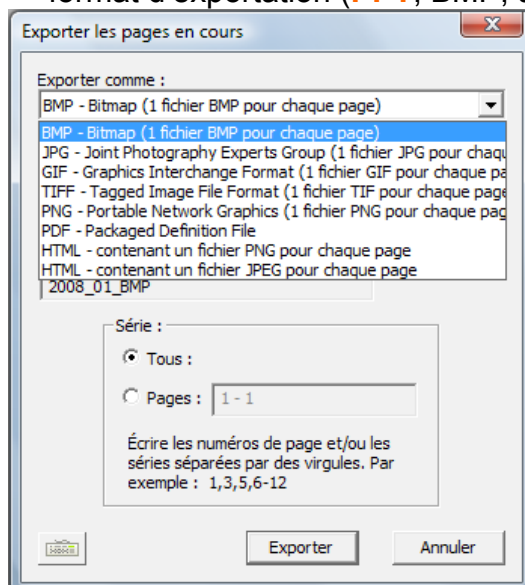 format d'exportation (PPT, BMP,
Exporter les pages en cours
Exporter comme :
BMP - Bitmap (1 fichier BMP pour chaque page)
BMP - Bitmap (1 fichier BMP pour chaque page)
JPG - Joint Photography Experts Group (1 fichier JPG pour chaqu
GIF - Graphics Interchange Format (1 fichier GIF pour chaque pa
TIFF - Tagged Image File Format (1 fichier TIF pour chaque page
PNG - Portable Network Graphics (1 fichier PNG pour chaque pag
PDF - Packaged Definition File
HTML - contenant un fichier PNG pour chaque page
HTML - contenant un fichier JPEG pour chaque page
2008_01_BMP
Série :
Tous :
Pages : 1 - 1
Écrire les numéros de page et/ou les
séries séparées par des virgules. Par
exemple : 1,3,5,6-12
Exporter Annuler